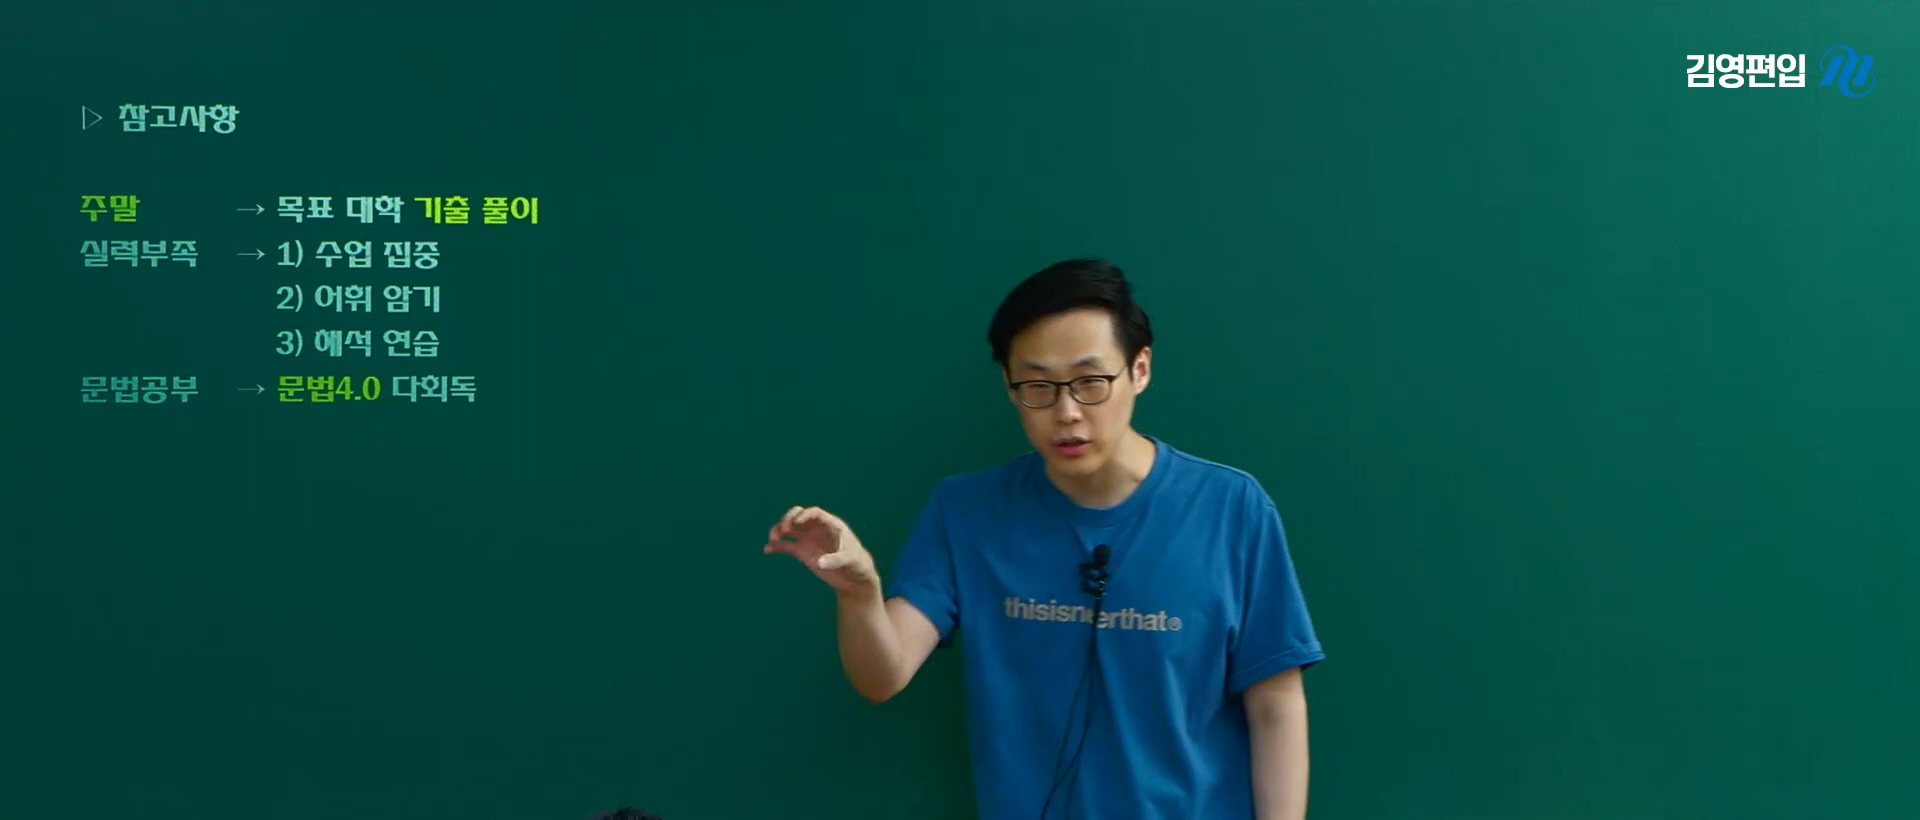 김영편입
▷ 참고사항
주말 → 목표 대학 기출 풀이
실력부족 → 1) 수업 집중
2) 어휘 암기
3) 해석 연습
문법공부 → 문법4.0 다회독
thisisn erthat®